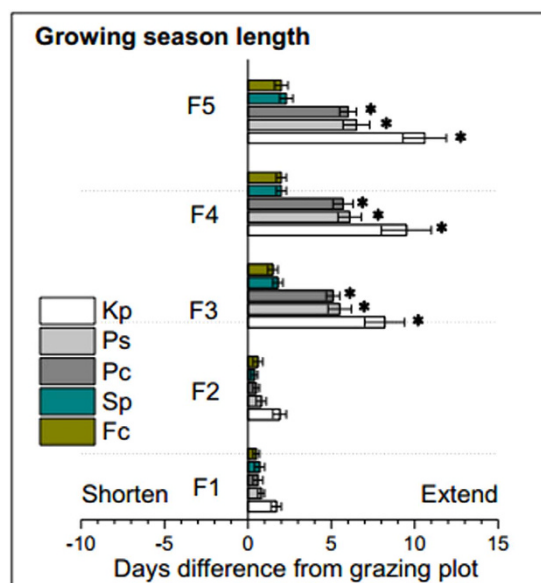 Growing season length
F5
*
*
*
F4
*
*
*
F3
*
*
*
Kp
Ps
Pc
Sp
Fc
F2
F1
Shorten
Extend
-10
-5
0
5
10
15
Days difference from grazing plot